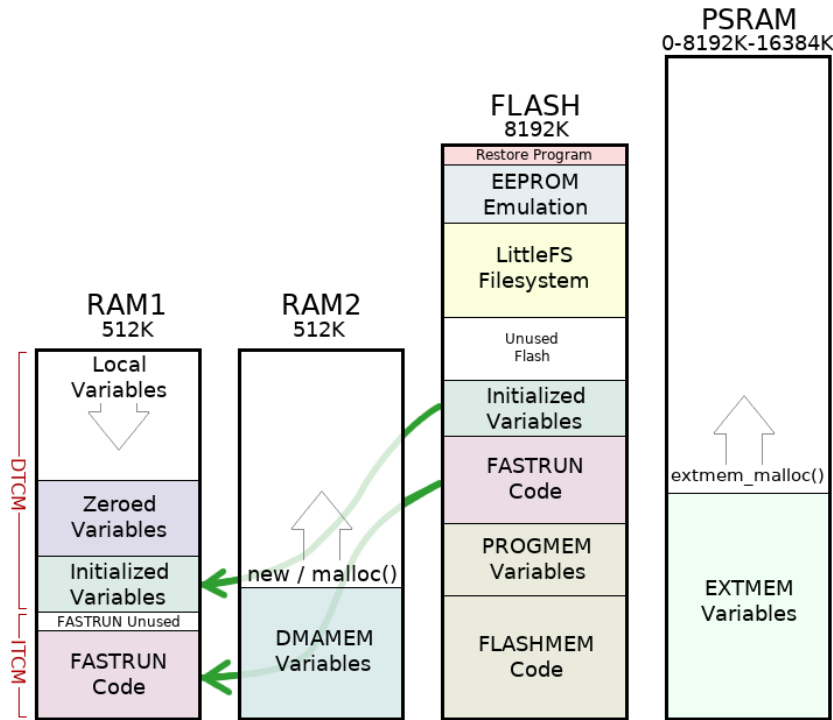 RAM1
512K
Local
Variables
Zeroed
Variables
Initialized
Variables
FASTRUN Unused
FASTRUN
Code
DTCM
ITCM
RAM2
512K
new / malloc()
DMAMEM
Variables
FLASH
8192K
Restore Program
EEPROM
Emulation
LittleFS
Filesystem
Unused
Flash
Initialized
Variables
FASTRUN
Code
PROGMEM
Variables
FLASHMEM
Code
PSRAM
0-8192K-16384K
extmem_malloc()
EXTMEM
Variables